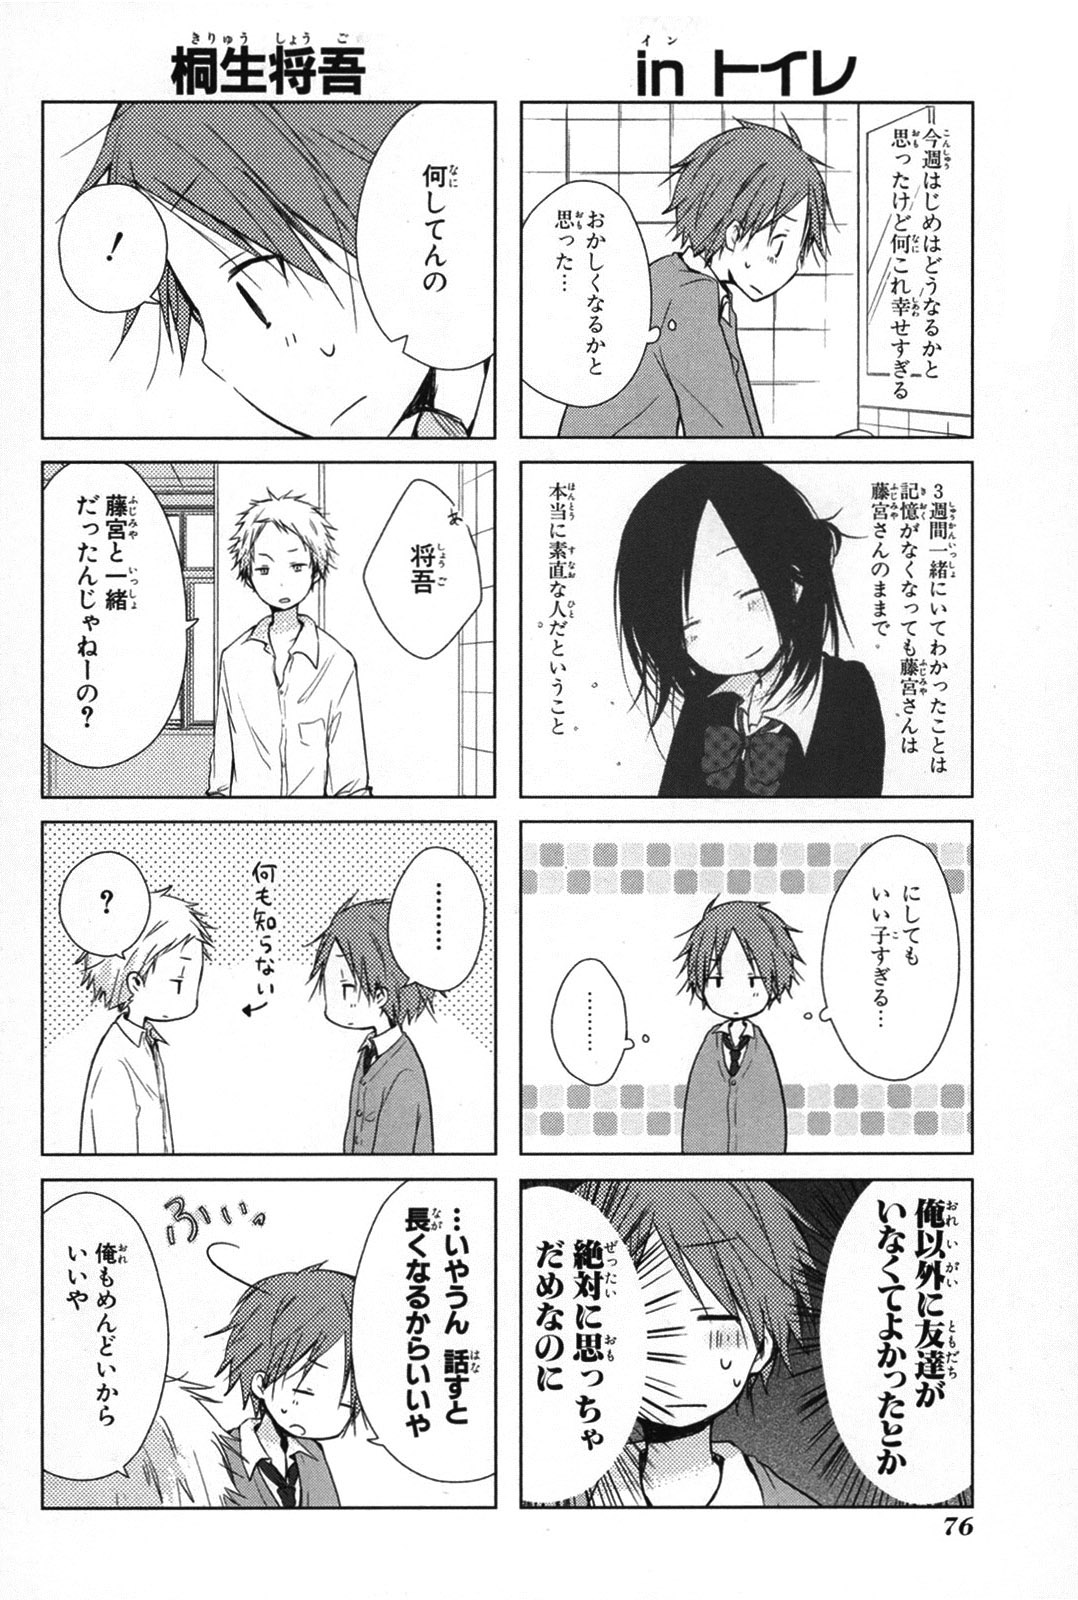 in トイレ
今週はじめはどうなるかと
思ったけど何これ幸せすぎる
おかしくなるかと
思った…
3週間一緒にいてわかったことは
記憶がなくなっても藤宮さんは
藤宮さんのままで
本当に素直な人だということ
にしても
いい子すぎる…
………
俺以外に友達が
いなくてよかったとか
絶対に思っちゃ
だめなのに
桐生将吾
何してんの
!
あ
将吾
藤宮と一緒
だったんじゃねーの?
………
何も知らない
?
…いやうん 話すと
長くなるからいいや
ふぃー。
俺もめんどいから
いいや
76